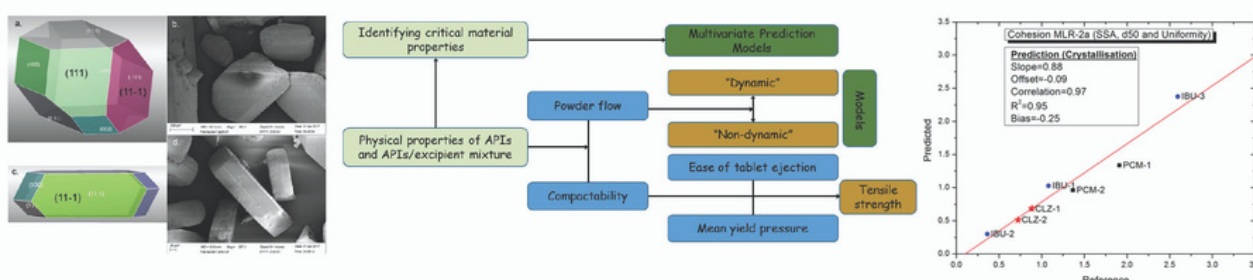 a.
(111)
(11-1)
b.
c.
(11-1)
d.
Identifying critical material
properties
Physical properties of APIs
and APIs/excipient mixture
Powder flow
Compactability
Multivariate Prediction
Models
"Dynamic"
"Non-dynamic"
Models
Ease of tablet ejection
Tensile
strength
Mean yield pressure
Cohesion MLR-2a (SSA, d50 and Uniformity)
Prediction (Crystallisation)
Slope=0.88
Offset=-0.09
Correlation=0.97
R²=0.95
Bias=-0.25
IBU-3
PCM-1
IBU-1
PCM-2
CLZ-1
CLZ-2
IBU-2
Predicted
3.5
3.0
2.5
2.0
1.5
1.0
0.5
0.0
0.0 0.5 1.0 1.5 2.0 2.5 3.0 3.5
Reference